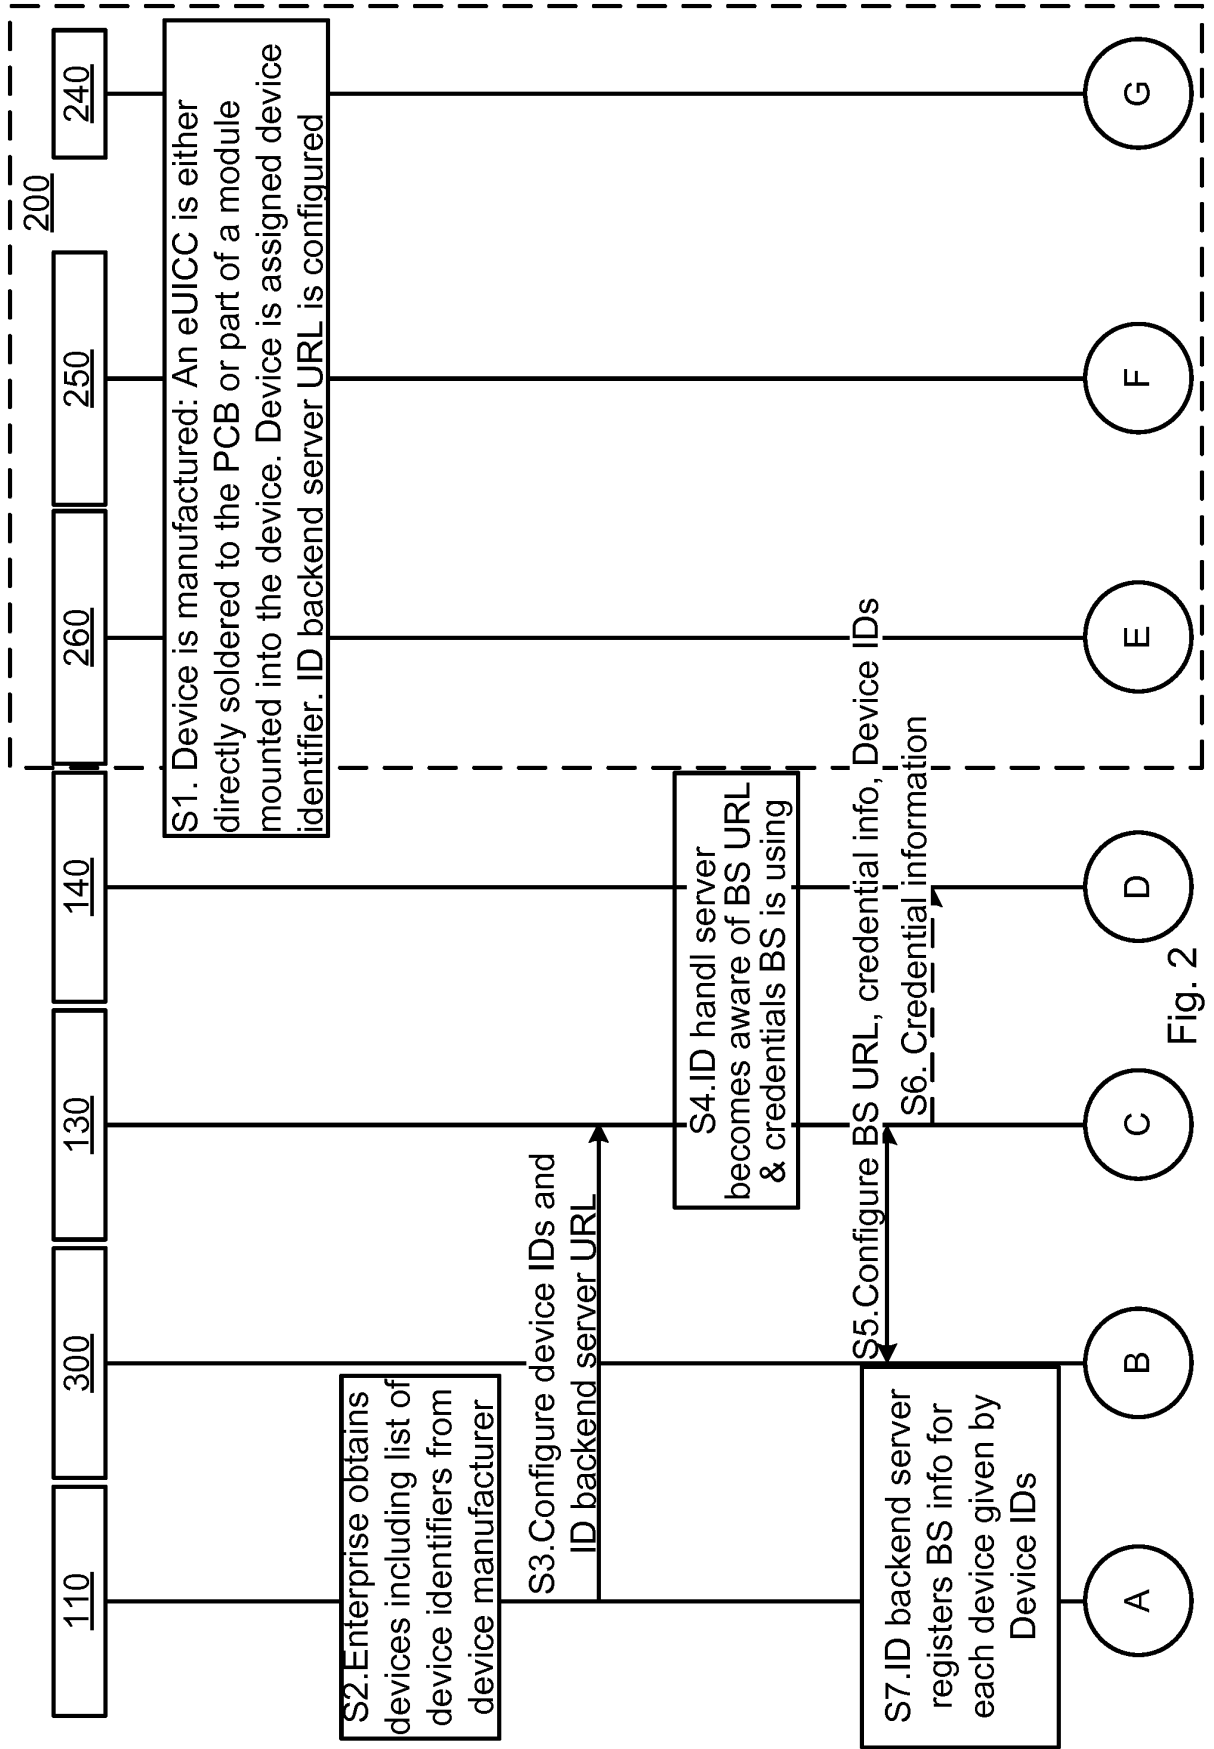 200
110
300
130
140
260
250
240
S1. Device is manufactured: An eUICC is either
directly soldered to the PCB or part of a module
mounted into the device. Device is assigned device
identifier. ID backend server URL is configured
S2.Enterprise obtains
devices including list of
device identifiers from
device manufacturer
S3.Configure device IDs and
ID backend server URL
S4.ID handl server
becomes aware of BS URL
& credentials BS is using
S5.Configure BS URL, credential info, Device IDs
S6. Credential information
S7.ID backend server
registers BS info for
each device given by
Device IDs
A
B
C
D
E
F
G
Fig. 2